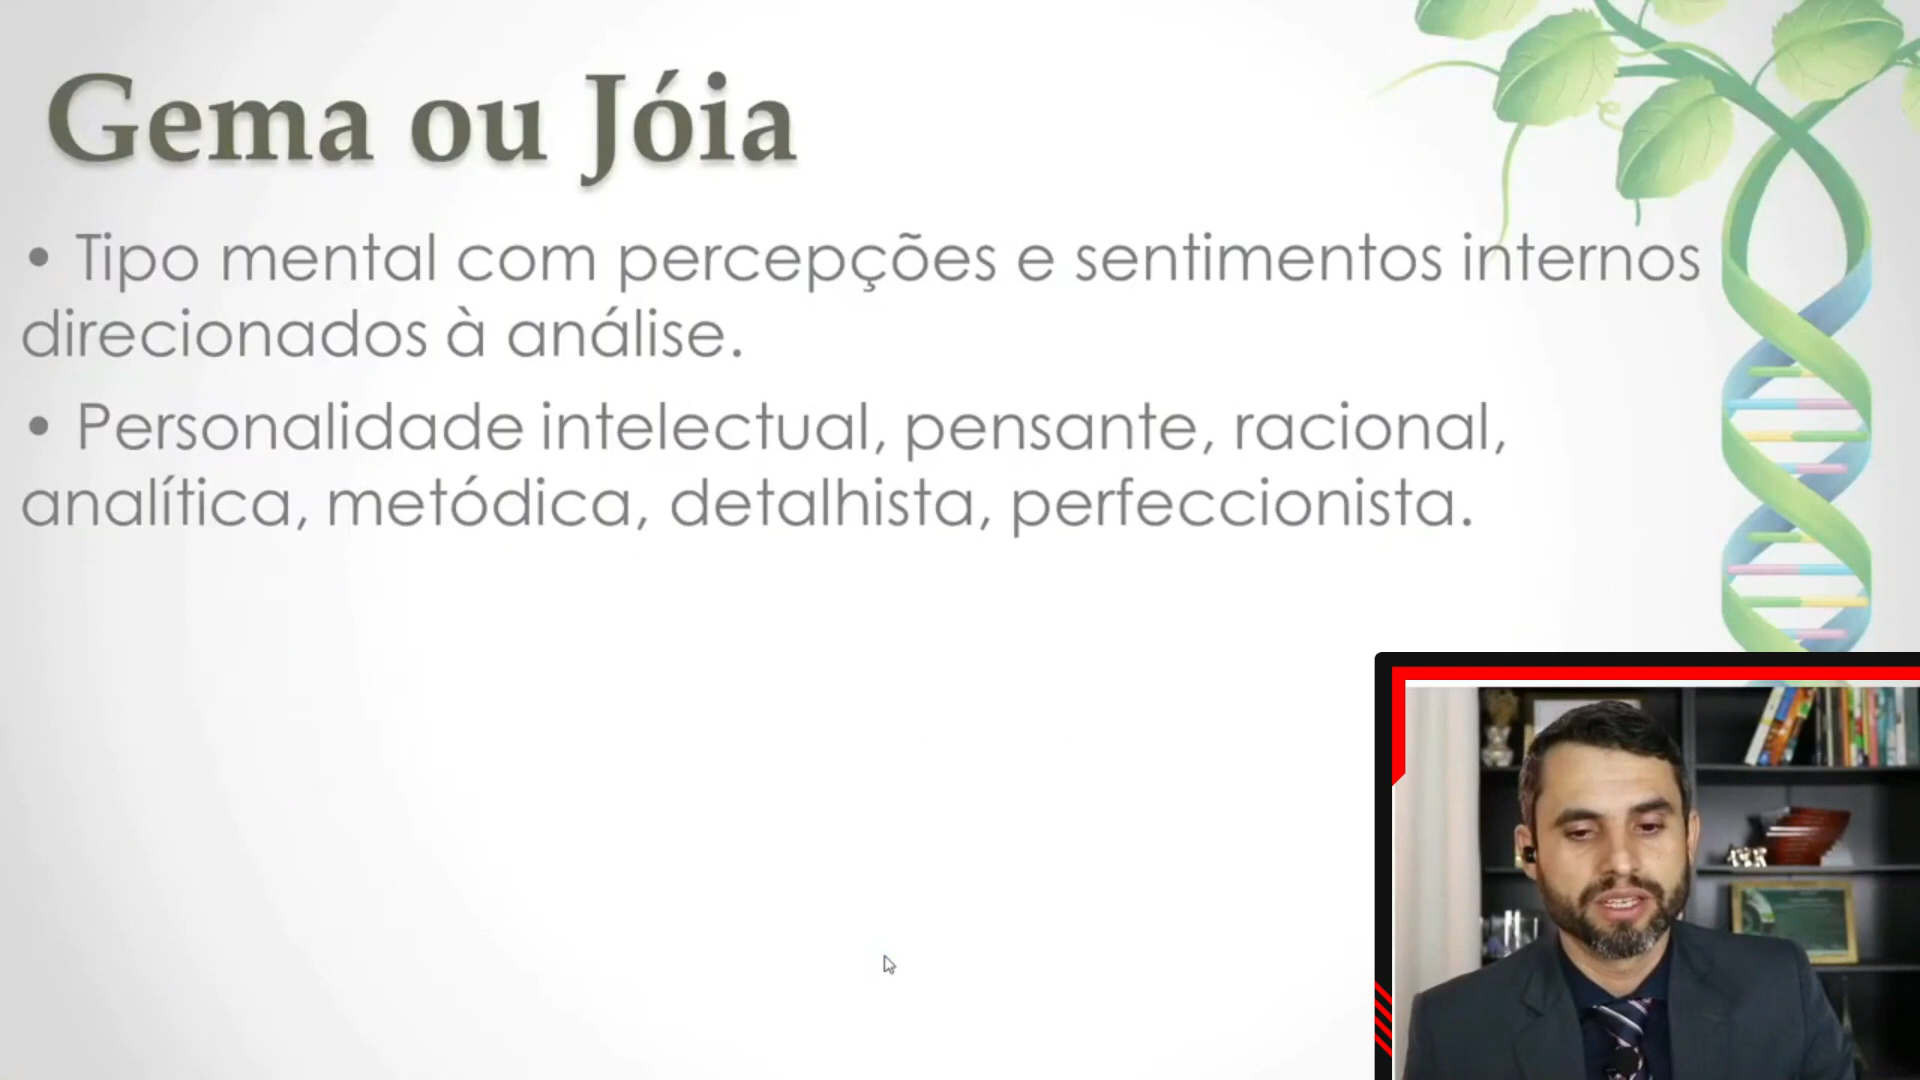 Gema ou Jóia
• Tipo mental com percepções e sentimentos internos
direcionados à análise.
• Personalidade intelectual, pensante, racional,
analítica, metódica, detalhista, perfeccionista.